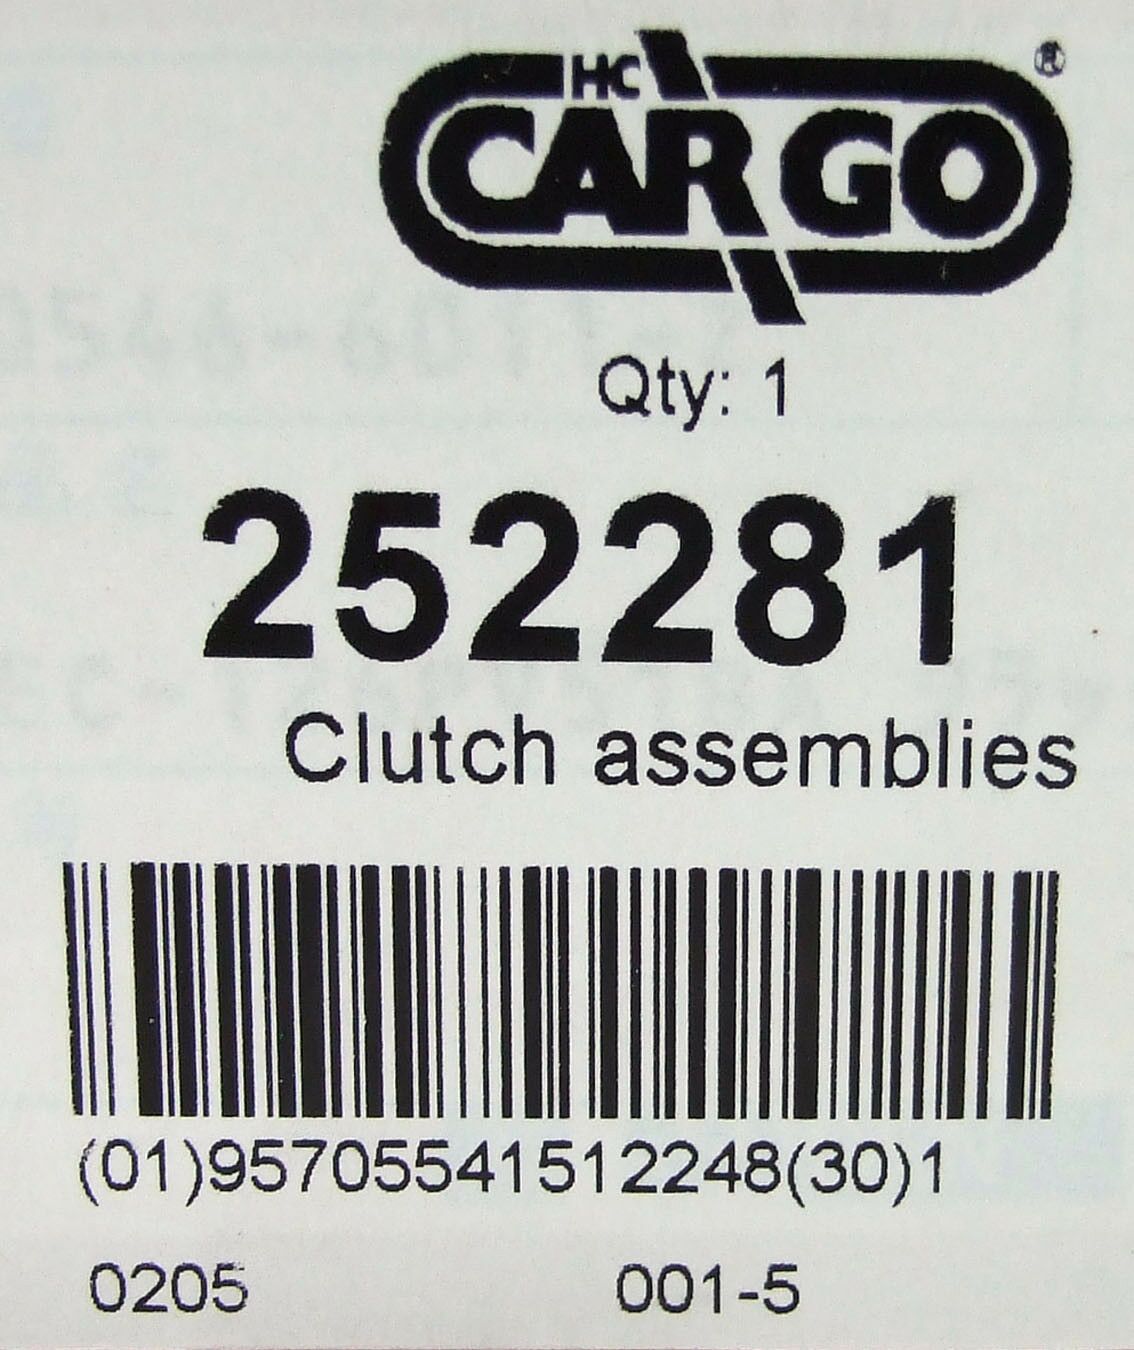 HC
CARGO®
Qty: 1
252281
Clutch assemblies
(01)95705541512248(30)1
0205
001-5